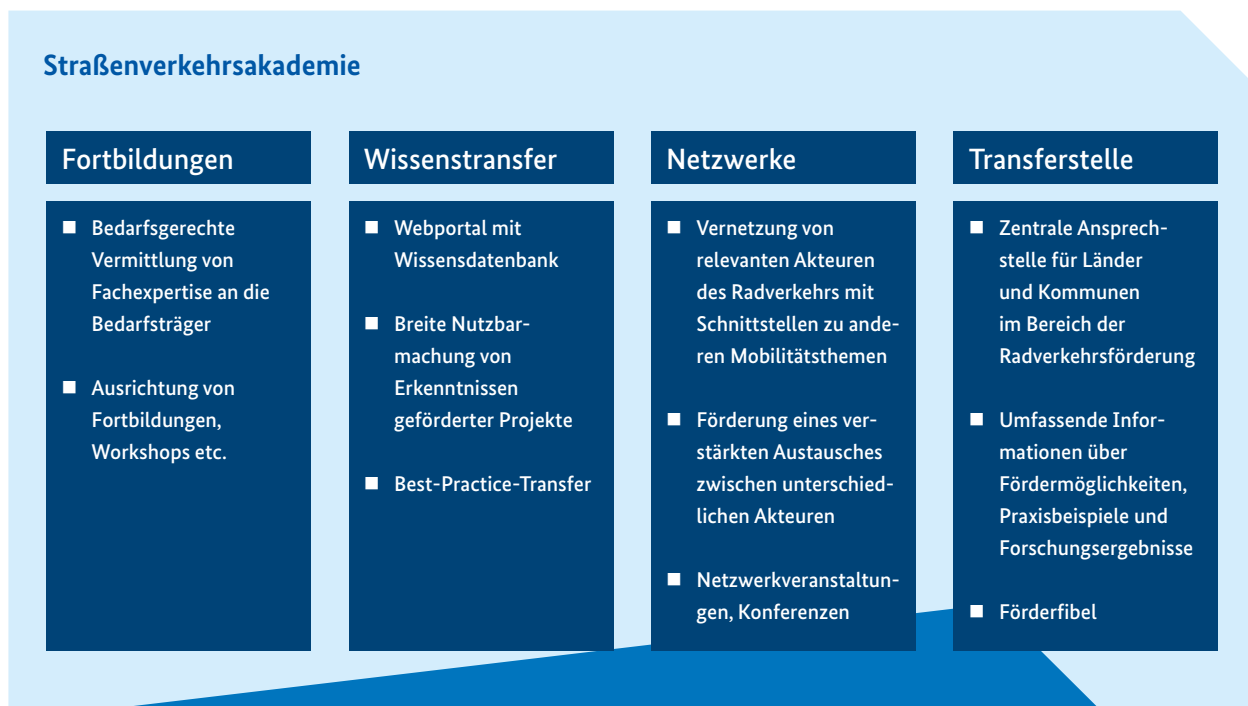 Straßenverkehrsakademie
Fortbildungen
Bedarfsgerechte
Vermittlung von
Fachexpertise an die
Bedarfsträger
Ausrichtung von
Fortbildungen,
Workshops etc.
Wissenstransfer
Webportal mit
Wissensdatenbank
Breite Nutzbar-
machung von
Erkenntnissen
geförderter Projekte
Best-Practice-Transfer
Netzwerke
Vernetzung von
relevanten Akteuren
des Radverkehrs mit
Schnittstellen zu ande-
ren Mobilitätsthemen
Förderung eines ver-
stärkten Austausches
zwischen unterschied-
lichen Akteuren
Netzwerkveranstaltun-
gen, Konferenzen
Transferstelle
Zentrale Ansprech-
stelle für Länder
und Kommunen
im Bereich der
Radverkehrsförderung
Umfassende Infor-
mationen über
Fördermöglichkeiten,
Praxisbeispiele und
Forschungsergebnisse
Förderfibel